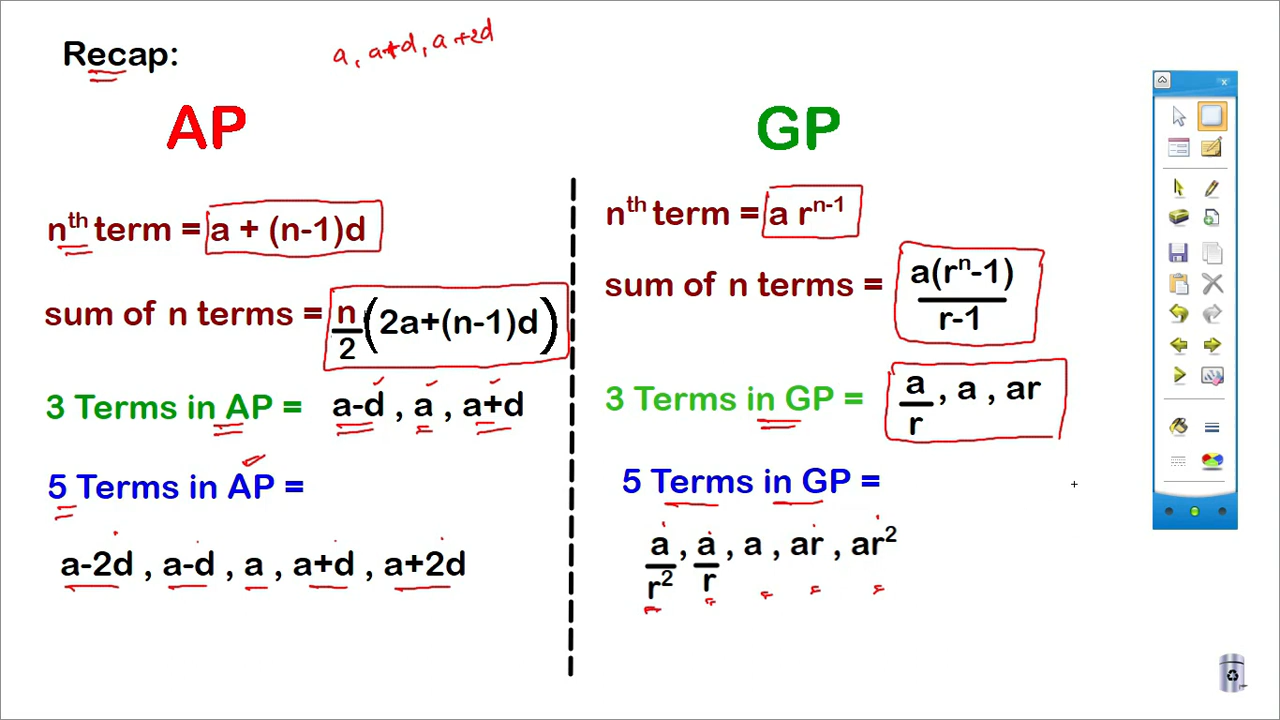 Recap:
a, a+d, a+2d
AP
nth term = a + (n-1)d
sum of n terms = n/2 (2a+(n-1)d)
3 Terms in AP = a-d , a , a+d
5 Terms in AP =
a-2d , a-d , a , a+d , a+2d
GP
nᵗʰ term = a rⁿ⁻¹
sum of n terms = a(rⁿ-1)/r-1
3 Terms in GP = a/r , a , ar
5 Terms in GP =
a/r² , a/r , a , ar , ar²